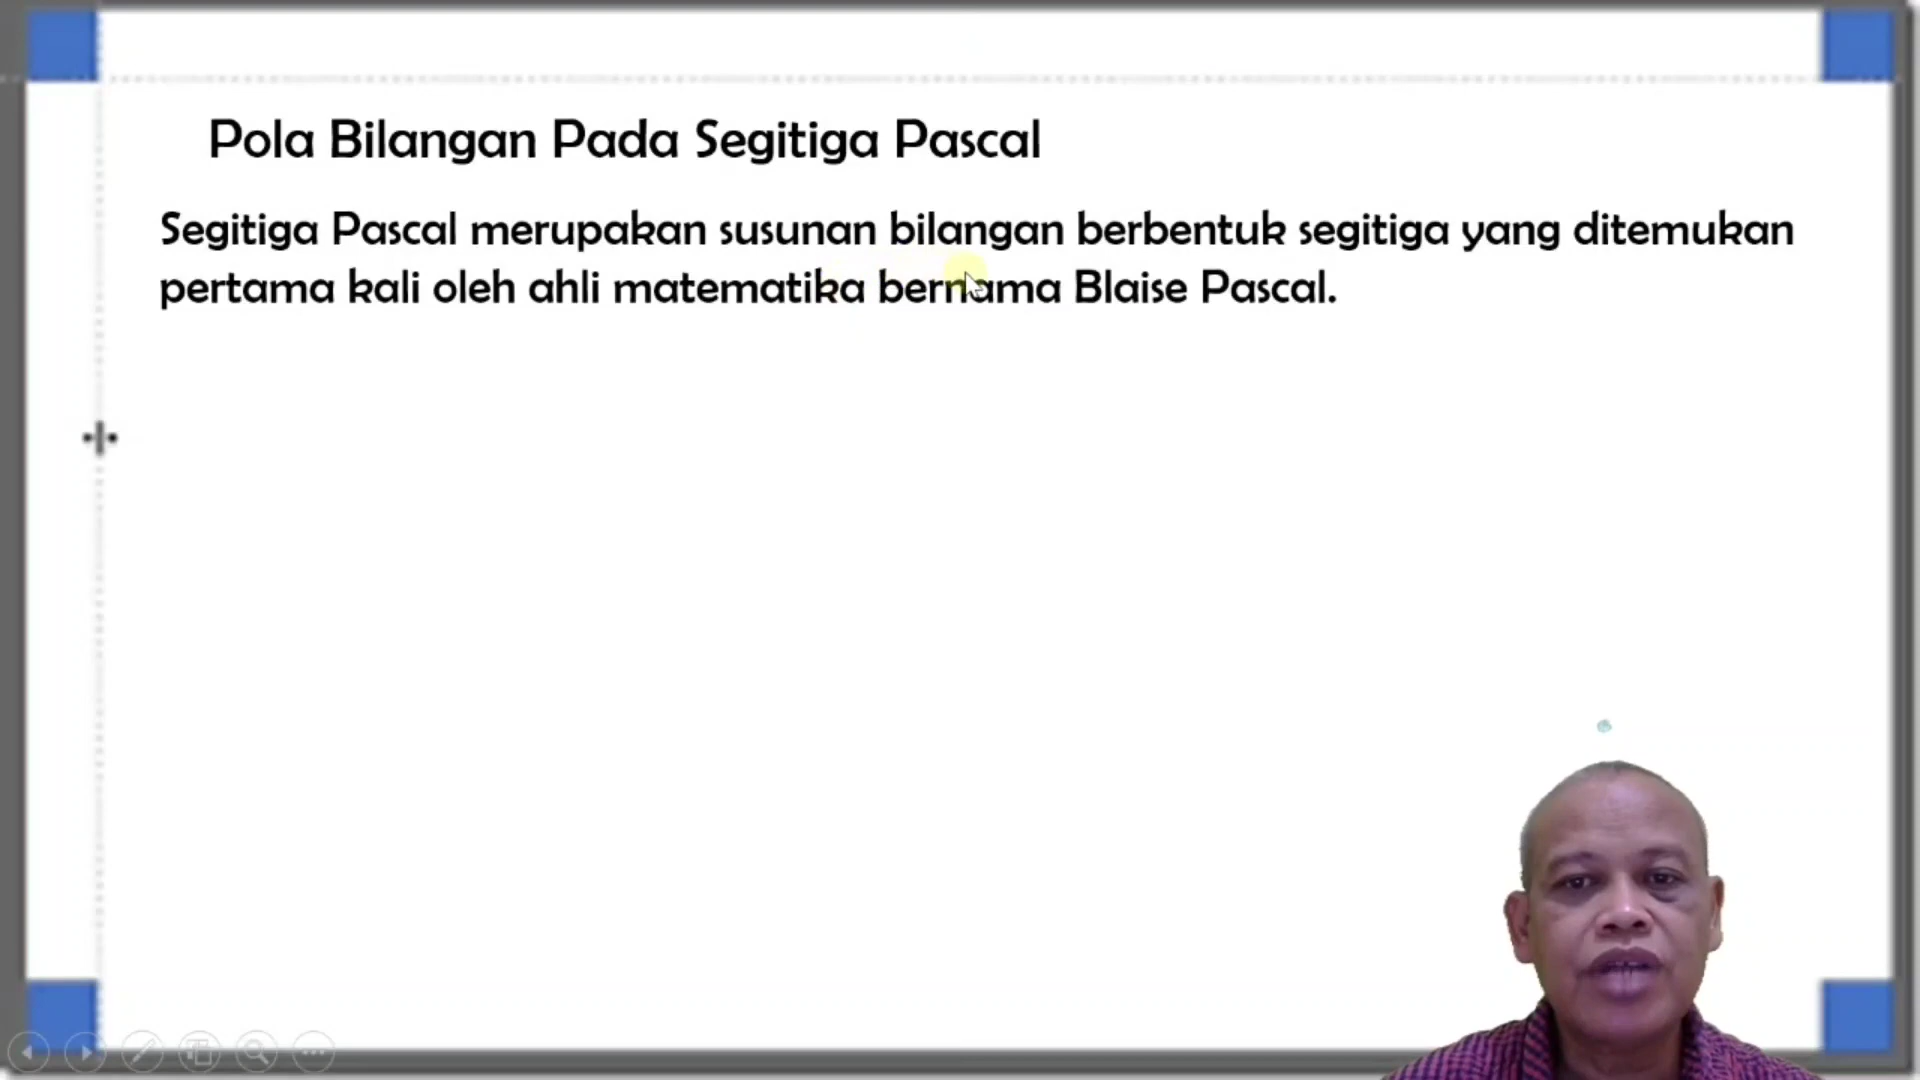 Pola Bilangan Pada Segitiga Pascal
Segitiga Pascal merupakan susunan bilangan berbentuk segitiga yang ditemukan
pertama kali oleh ahli matematika bernama Blaise Pascal.